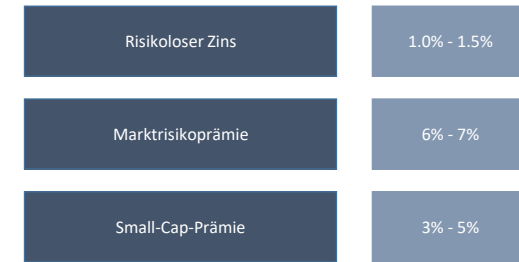 Risikoloser Zins 1.0% - 1.5%
Marktrisikoprämie 6% - 7%
Small-Cap-Prämie 3% - 5%